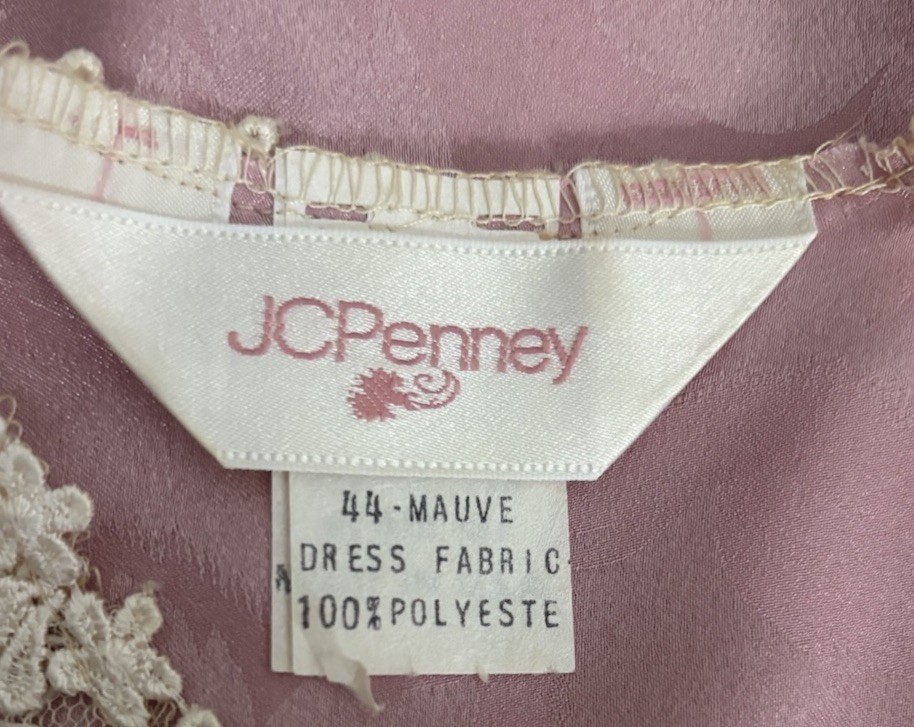 JCPenney
44-MAUVE
DRESS FABRIC
100% POLYESTE